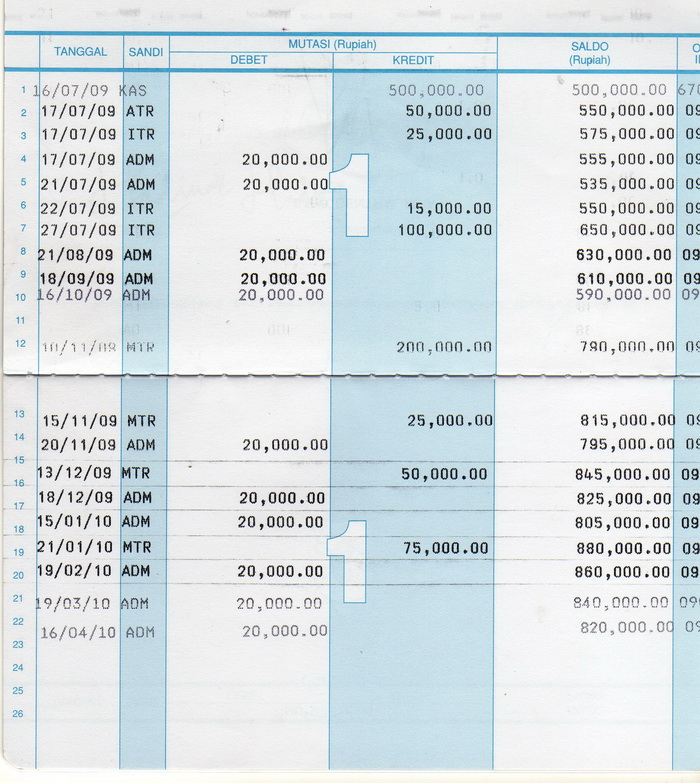 TANGGAL SANDI MUTASI (Rupiah) SALDO
DEBET KREDIT (Rupiah)
1 16/07/09 KAS 500,000.00 500,000.00
2 17/07/09 ATR 50,000.00 550,000.00
3 17/07/09 ITR 25,000.00 575,000.00
4 17/07/09 ADM 20,000.00 555,000.00
5 21/07/09 ADM 20,000.00 535,000.00
6 22/07/09 ITR 15,000.00 550,000.00
7 27/07/09 ITR 100,000.00 650,000.00
8 21/08/09 ADM 20,000.00 630,000.00
9 18/09/09 ADM 20,000.00 610,000.00
10 16/10/09 ADM 20,000.00 590,000.00
11
12 10/11/09 MTR 200,000.00 790,000.00
1
13 15/11/09 MTR 25,000.00 815,000.00
14 20/11/09 ADM 20,000.00 795,000.00
15
16 13/12/09 MTR 50,000.00 845,000.00
17 18/12/09 ADM 20,000.00 825,000.00
18 15/01/10 ADM 20,000.00 805,000.00
19 21/01/10 MTR 75,000.00 880,000.00
20 19/02/10 ADM 20,000.00 860,000.00
21 19/03/10 ADM 20,000.00 840,000.00
22 16/04/10 ADM 20,000.00 820,000.00
23
24
25
26
1